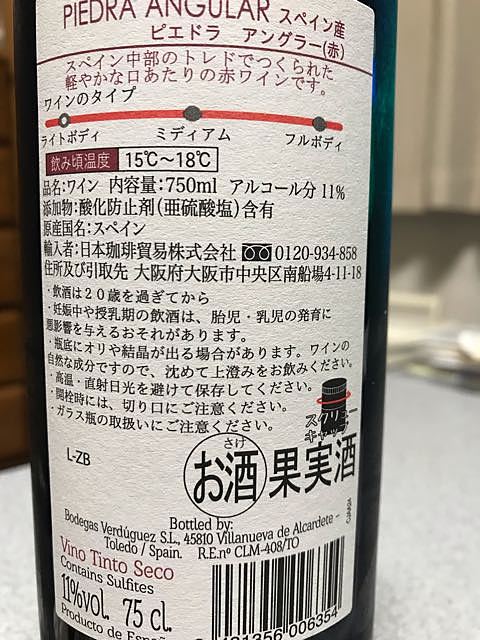 PIEDRA ANGULAR スペイン産
ピエドラ アングラー(赤)
スペイン中部のトレドでつくられた
軽やかな口あたりの赤ワインです。
ワインのタイプ
ライトボディ ミディアム フルボディ
飲み頃温度 15℃〜18℃
品名:ワイン 内容量:750ml アルコール分 11%
添加物:酸化防止剤(亜硫酸塩)含有
原産国名:スペイン
輸入者:日本珈琲貿易株式会社 0120-934-858
住所及び引取先 大阪府大阪市中央区南船場4-11-18
・飲酒は20歳を過ぎてから
・妊娠中や授乳期の飲酒は、胎児・乳児の発育に
悪影響を与えるおそれがあります。
・瓶底にオリや結晶が出る場合があります。ワインの
自然な成分ですので、沈めて上澄みをお飲みください。
・高温・直射日光を避けて保存してください。
・開栓時には、切り口にご注意ください。
・ガラス瓶の取扱いにご注意ください。
スクリュー
キャップ
L-ZB
さけ
お酒 果実酒
Bottled by:
Bodegas Verdúguez S.L., 45810 Villanueva de Alcardete -
Toledo / Spain. R.E.nº CLM-408/TO
Vino Tinto Seco
Contains Sulfites
11%vol. 75 cl.
Producto de España